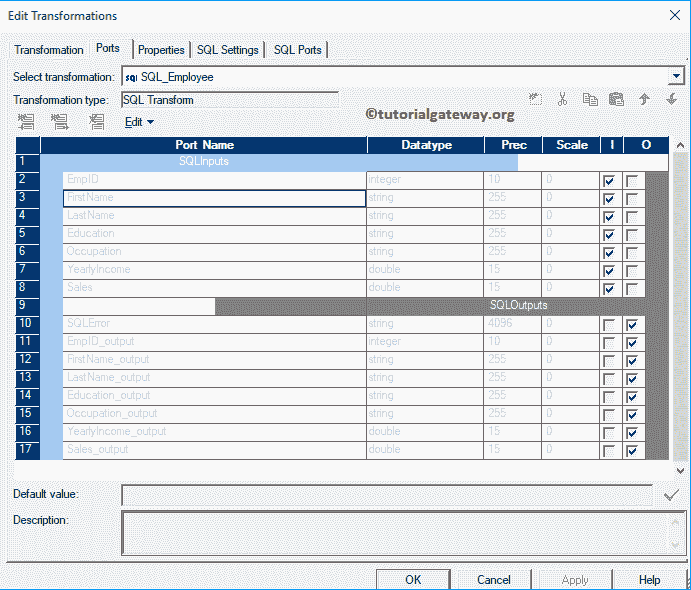 Edit Transformations
Transformation Ports Properties SQL Settings SQL Ports
Select transformation: SQL SQL_Employee
Transformation type: SQL Transform
©tutorialgateway.org
Edit
Port Name Datatype Prec Scale I O
1 SQLInputs
2 EmpID integer 10 0
3 FirstName string 255 0
4 LastName string 255 0
5 Education string 255 0
6 Occupation string 255 0
7 YearlyIncome double 15 0
8 Sales double 15 0
9 SQLOutputs
10 SQLError string 4096 0
11 EmpID_output integer 10 0
12 FirstName_output string 255 0
13 LastName_output string 255 0
14 Education_output string 255 0
15 Occupation_output string 255 0
16 YearlyIncome_output double 15 0
17 Sales_output double 15 0
Default value:
Description:
OK Cancel Apply Help